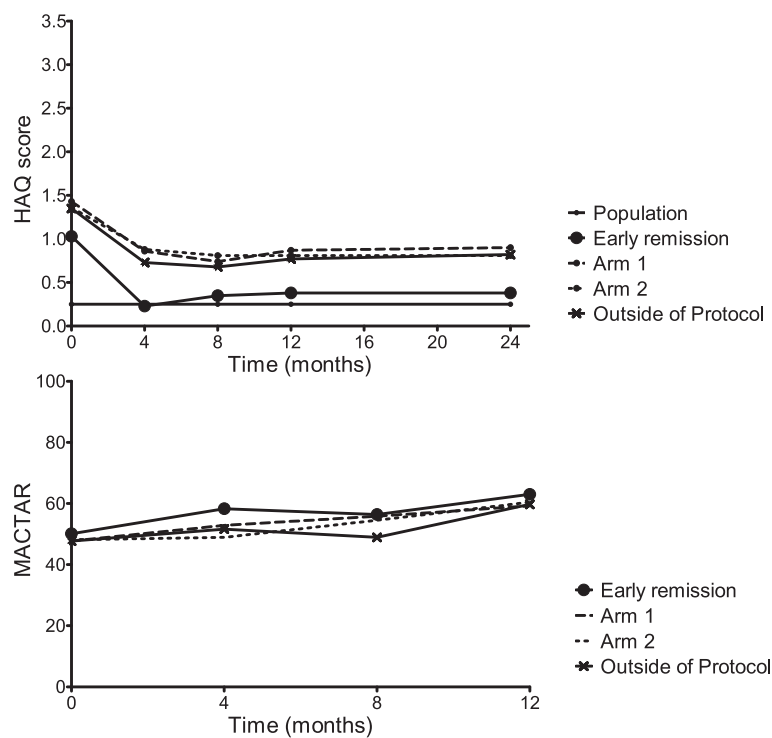 3.5
3.0
2.5
2.0
1.5
1.0
0.5
0.0
HAQ score
0 4 8 12 16 20 24
Time (months)
Population
Early remission
Arm 1
Arm 2
Outside of Protocol
100
80
60
40
20
0
MACTAR
0 4 8 12
Time (months)
Early remission
Arm 1
Arm 2
Outside of Protocol